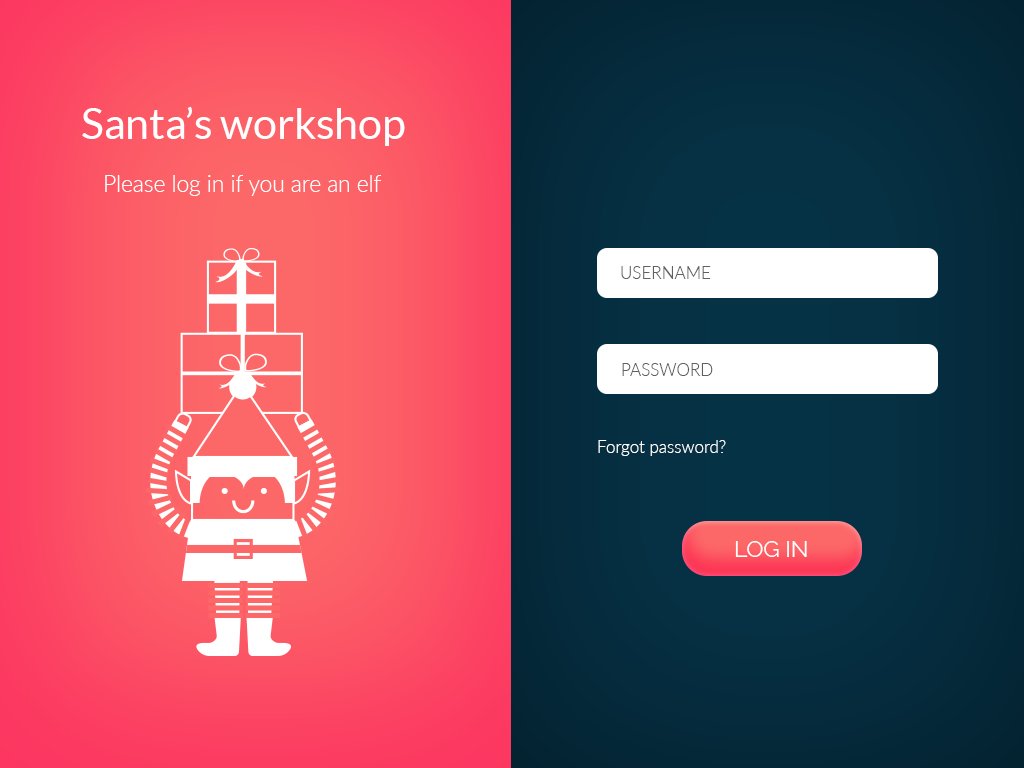 Santa’s workshop
Please log in if you are an elf
USERNAME
PASSWORD
Forgot password?
LOG IN